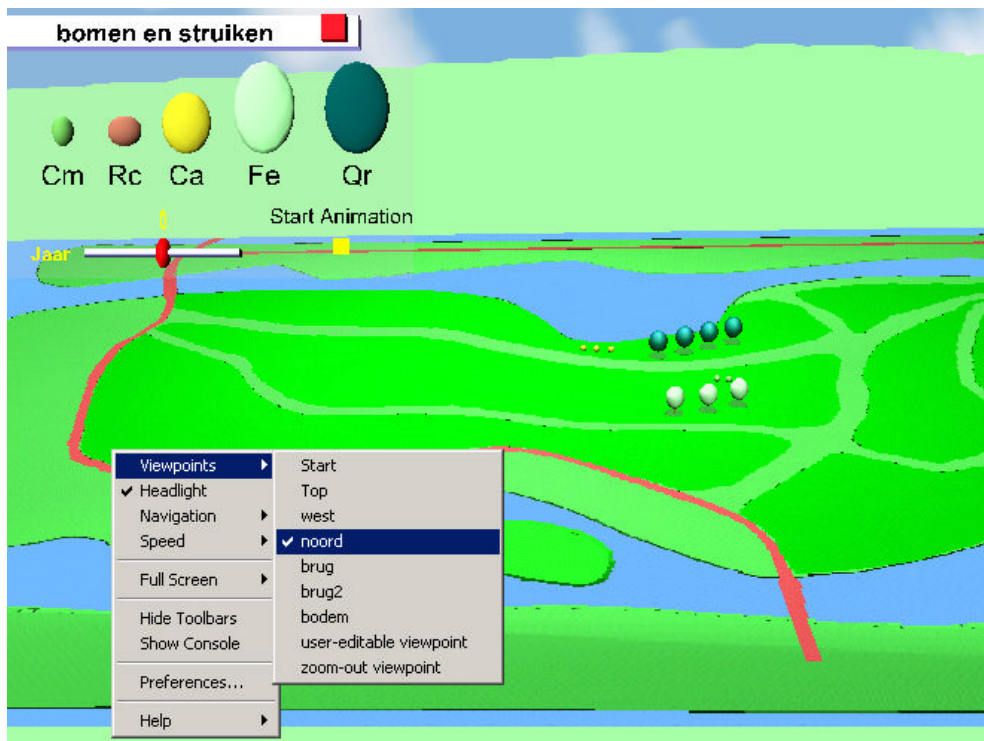 bomen en struiken
Cm Rc Ca Fe Qr
Start Animation
Jaar
Viewpoints
Headlight
Navigation
Speed
Full Screen
Hide Toolbars
Show Console
Preferences...
Help
Start
Top
west
noord
brug
brug2
bodem
user-editable viewpoint
zoom-out viewpoint